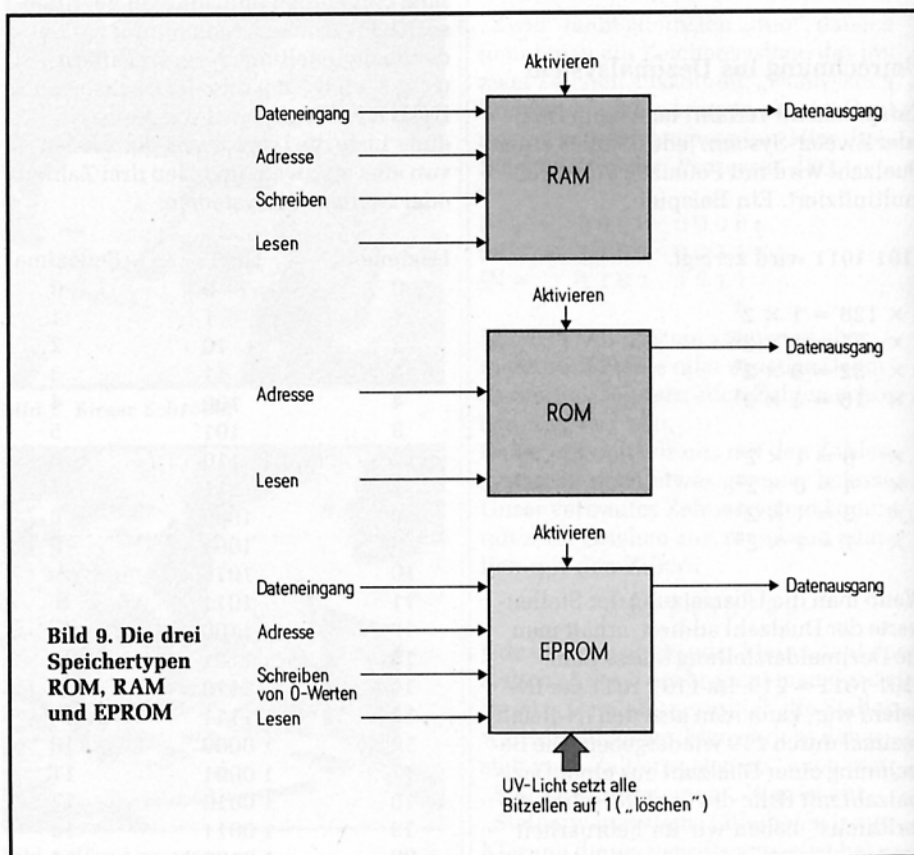 Aktivieren
Dateneingang
Datenausgang
Adresse
RAM
Schreiben
Lesen
Aktivieren
Datenausgang
Adresse
ROM
Lesen
Aktivieren
Dateneingang
Datenausgang
Adresse
EPROM
Schreiben
von 0-Werten
Lesen
UV-Licht setzt alle
Bitzellen auf 1(„löschen”)
Bild 9. Die drei
Speichertypen
ROM, RAM
und EPROM